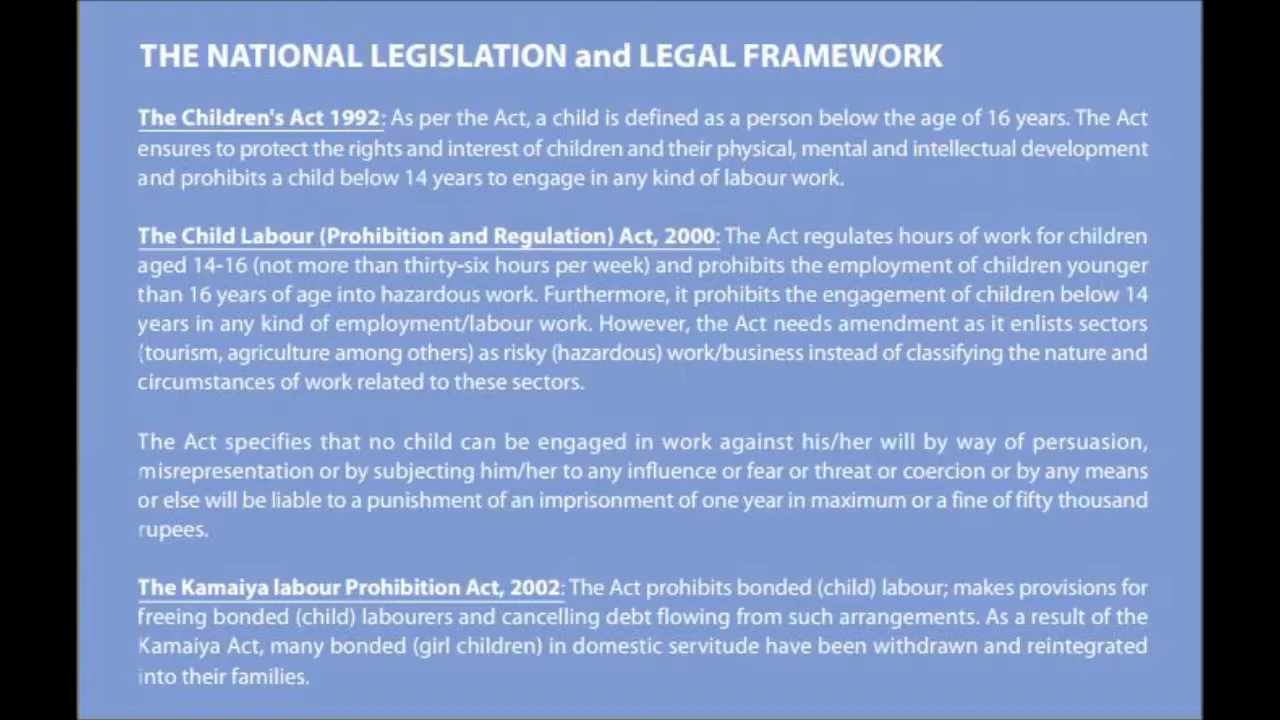 THE NATIONAL LEGISLATION and LEGAL FRAMEWORK
The Children's Act 1992: As per the Act, a child is defined as a person below the age of 16 years. The Act
ensures to protect the rights and interest of children and their physical, mental and intellectual development
and prohibits a child below 14 years to engage in any kind of labour work.
The Child Labour (Prohibition and Regulation) Act, 2000: The Act regulates hours of work for children
aged 14-16 (not more than thirty-six hours per week) and prohibits the employment of children younger
than 16 years of age into hazardous work. Furthermore, it prohibits the engagement of children below 14
years in any kind of employment/labour work. However, the Act needs amendment as it enlists sectors
(tourism, agriculture among others) as risky (hazardous) work/business instead of classifying the nature and
circumstances of work related to these sectors.
The Act specifies that no child can be engaged in work against his/her will by way of persuasion,
misrepresentation or by subjecting him/her to any influence or fear or threat or coercion or by any means
or else will be liable to a punishment of an imprisonment of one year in maximum or a fine of fifty thousand
rupees.
The Kamaiya labour Prohibition Act, 2002: The Act prohibits bonded (child) labour; makes provisions for
freeing bonded (child) labourers and cancelling debt flowing from such arrangements. As a result of the
Kamaiya Act, many bonded (girl children) in domestic servitude have been withdrawn and reintegrated
into their families.